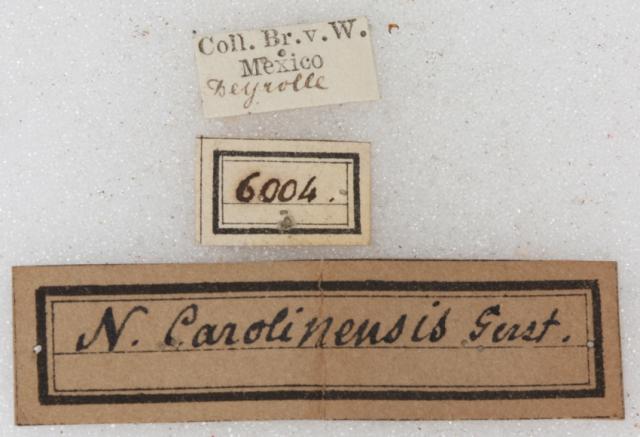 Coll. Br. v. W.
Mexico
Deyrolle
6004.
N. Carolinensis Gerst.